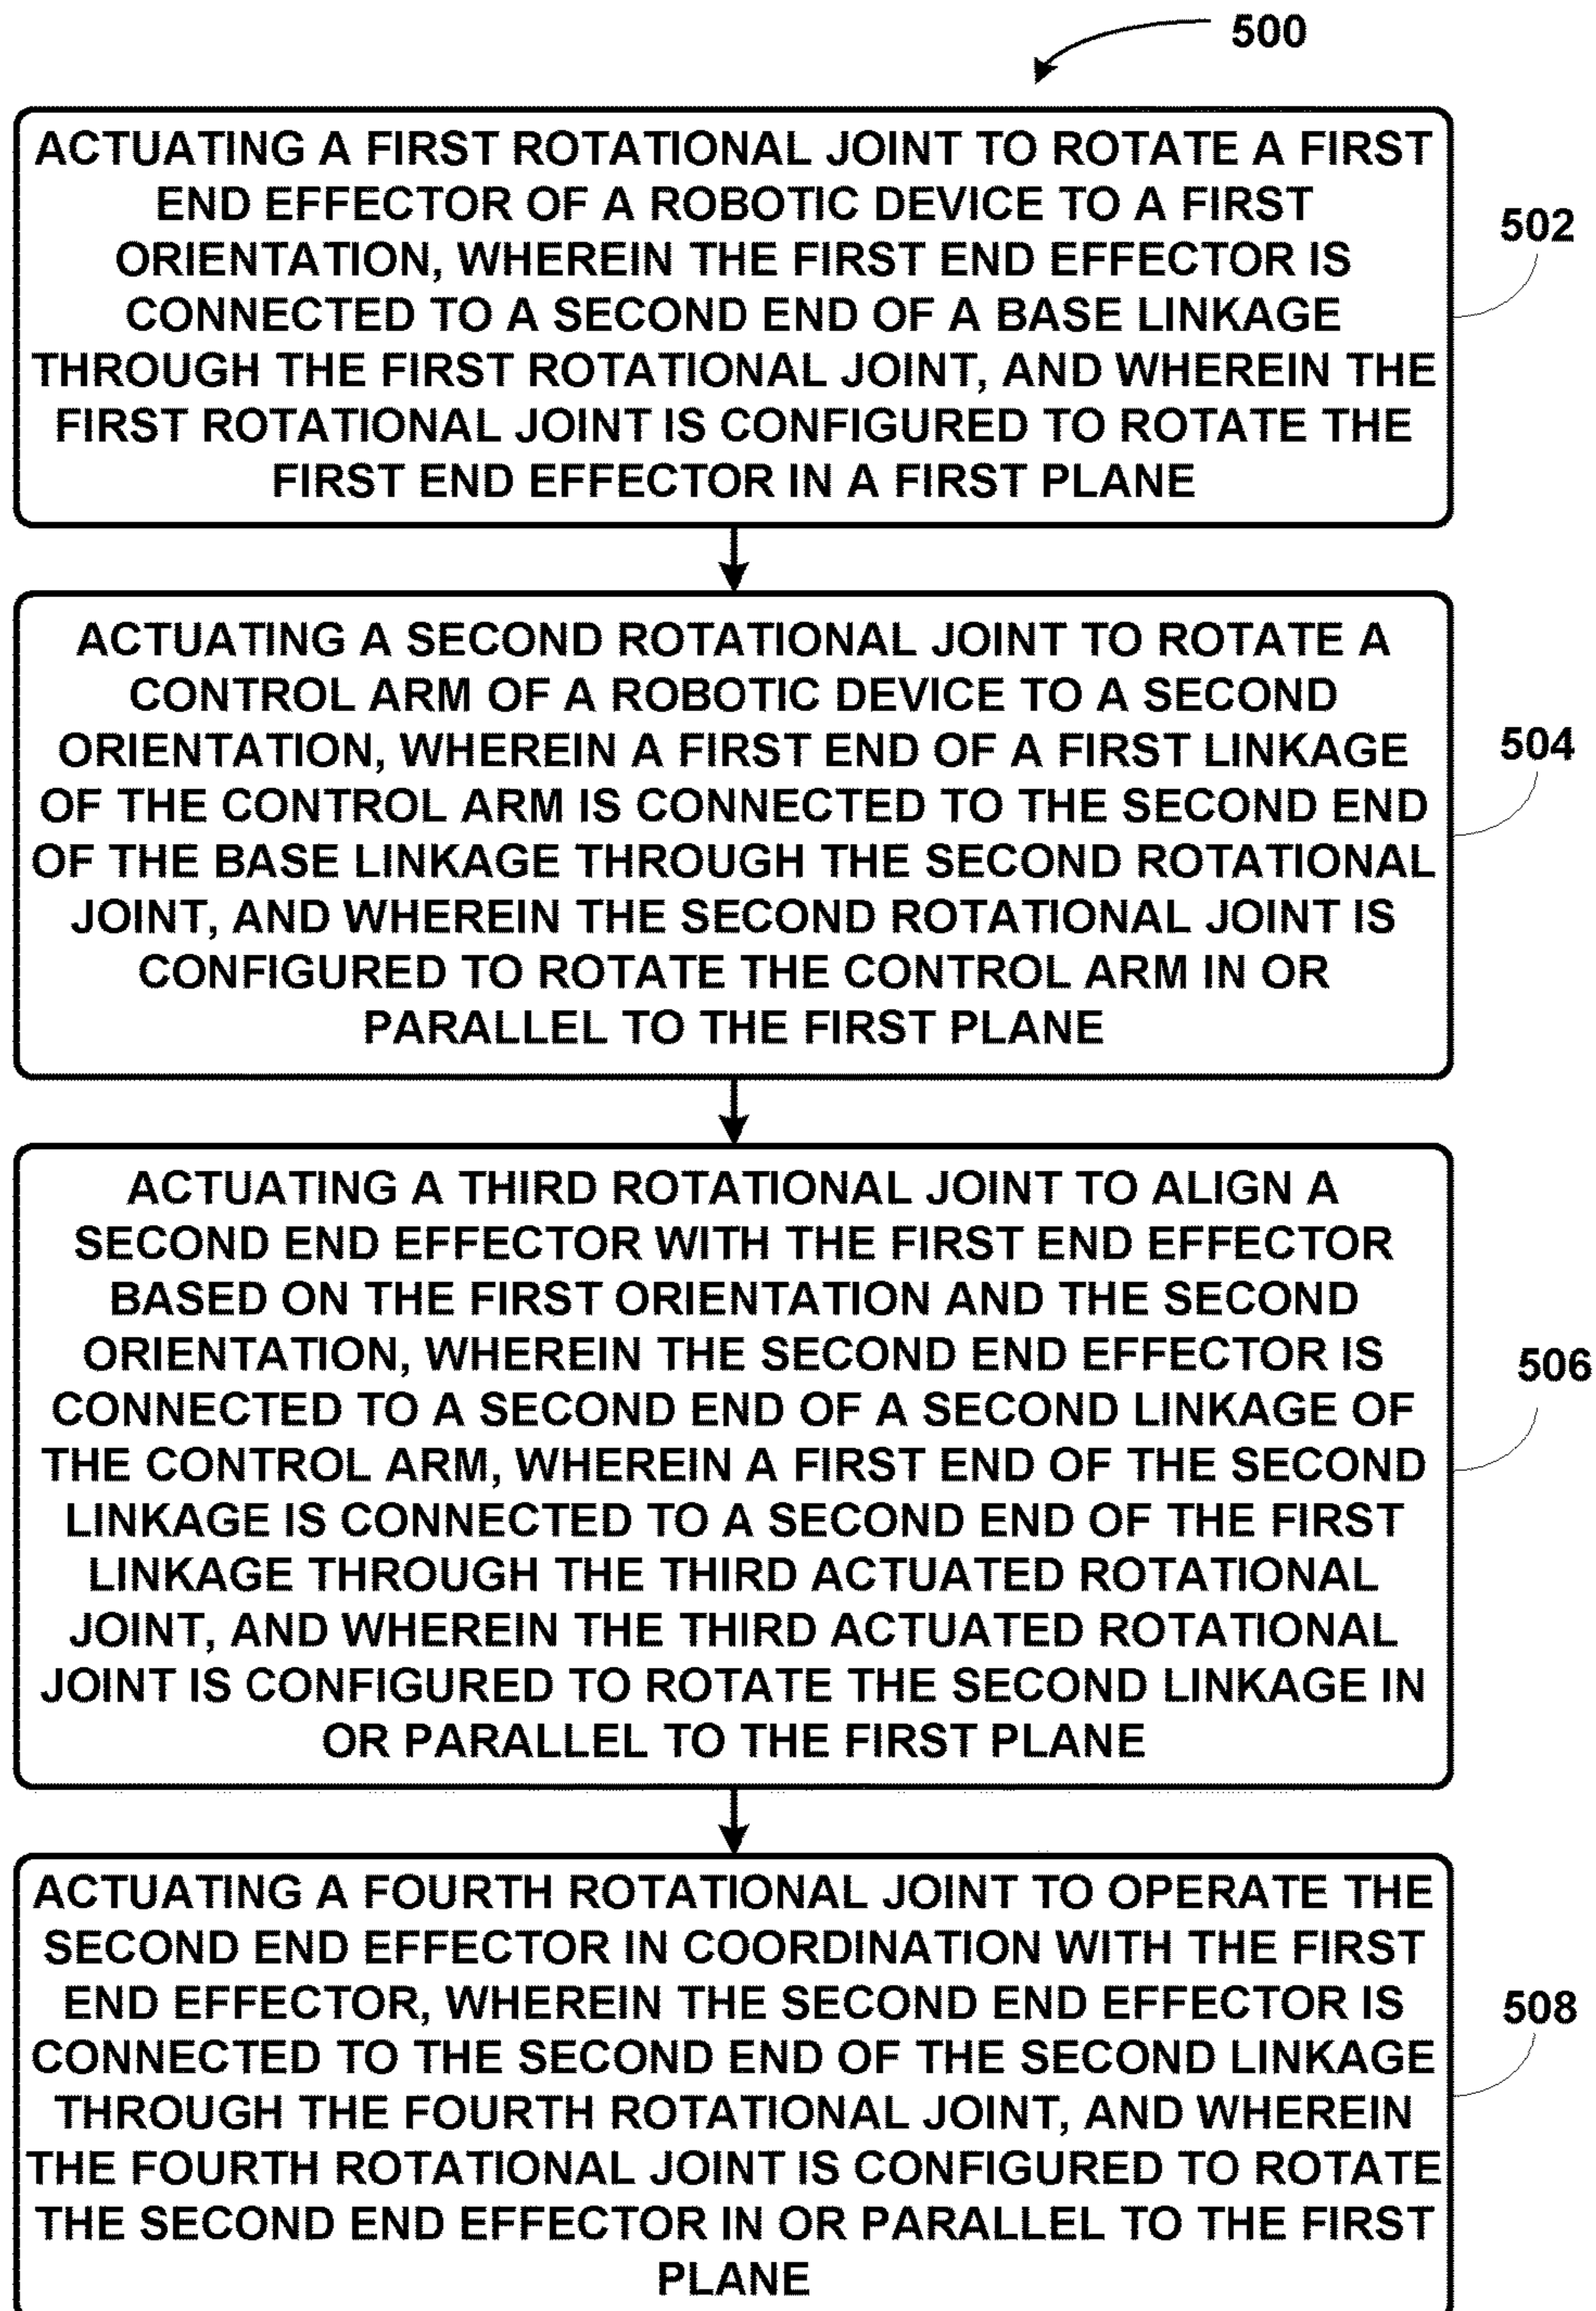 500
ACTUATING A FIRST ROTATIONAL JOINT TO ROTATE A FIRST
END EFFECTOR OF A ROBOTIC DEVICE TO A FIRST
ORIENTATION, WHEREIN THE FIRST END EFFECTOR IS
CONNECTED TO A SECOND END OF A BASE LINKAGE
THROUGH THE FIRST ROTATIONAL JOINT, AND WHEREIN THE
FIRST ROTATIONAL JOINT IS CONFIGURED TO ROTATE THE
FIRST END EFFECTOR IN A FIRST PLANE
502
ACTUATING A SECOND ROTATIONAL JOINT TO ROTATE A
CONTROL ARM OF A ROBOTIC DEVICE TO A SECOND
ORIENTATION, WHEREIN A FIRST END OF A FIRST LINKAGE
OF THE CONTROL ARM IS CONNECTED TO THE SECOND END
OF THE BASE LINKAGE THROUGH THE SECOND ROTATIONAL
JOINT, AND WHEREIN THE SECOND ROTATIONAL JOINT IS
CONFIGURED TO ROTATE THE CONTROL ARM IN OR
PARALLEL TO THE FIRST PLANE
504
ACTUATING A THIRD ROTATIONAL JOINT TO ALIGN A
SECOND END EFFECTOR WITH THE FIRST END EFFECTOR
BASED ON THE FIRST ORIENTATION AND THE SECOND
ORIENTATION, WHEREIN THE SECOND END EFFECTOR IS
CONNECTED TO A SECOND END OF A SECOND LINKAGE OF
THE CONTROL ARM, WHEREIN A FIRST END OF THE SECOND
LINKAGE IS CONNECTED TO A SECOND END OF THE FIRST
LINKAGE THROUGH THE THIRD ACTUATED ROTATIONAL
JOINT, AND WHEREIN THE THIRD ACTUATED ROTATIONAL
JOINT IS CONFIGURED TO ROTATE THE SECOND LINKAGE IN
OR PARALLEL TO THE FIRST PLANE
506
ACTUATING A FOURTH ROTATIONAL JOINT TO OPERATE THE
SECOND END EFFECTOR IN COORDINATION WITH THE FIRST
END EFFECTOR, WHEREIN THE SECOND END EFFECTOR IS
CONNECTED TO THE SECOND END OF THE SECOND LINKAGE
THROUGH THE FOURTH ROTATIONAL JOINT, AND WHEREIN
THE FOURTH ROTATIONAL JOINT IS CONFIGURED TO ROTATE
THE SECOND END EFFECTOR IN OR PARALLEL TO THE FIRST
PLANE
508